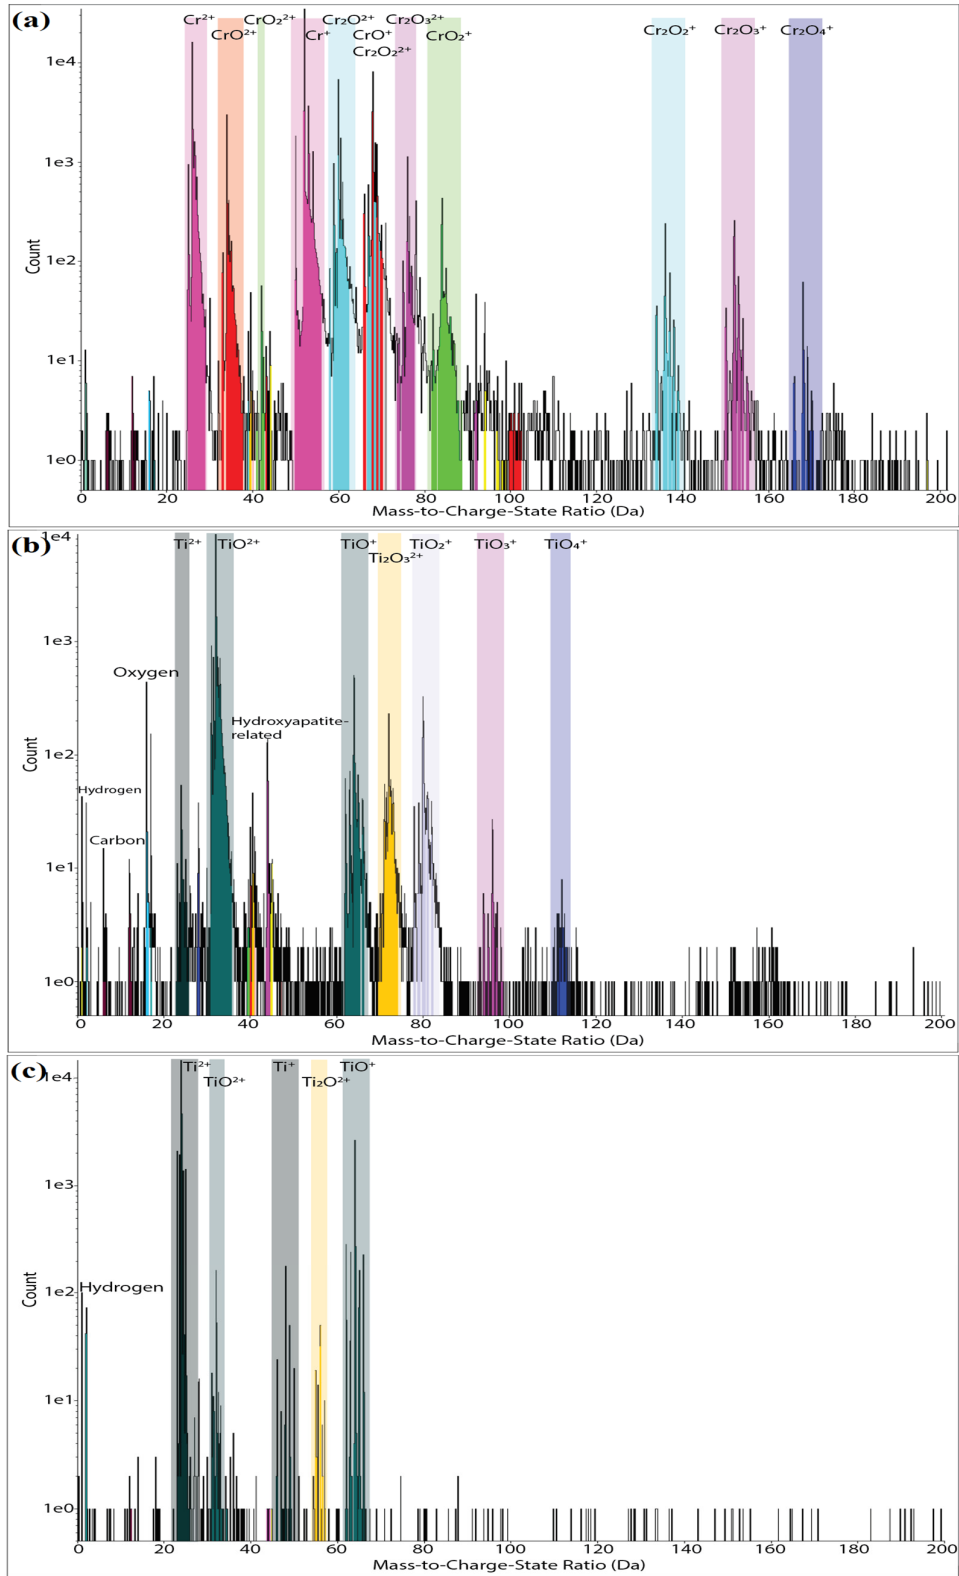 (a)
Cr²⁺ CrO₂²⁺ Cr₂O²⁺ Cr₂O₃²⁺ Cr₂O₂⁺ Cr₂O₃⁺ Cr₂O₄⁺
CrO²⁺ Cr⁺ CrO⁺ CrO₂⁺
Cr₂O₂²⁺
1e4
1e3
1e2
1e1
1e0
Count
0 20 40 60 80 100 120 140 160 180 200
Mass-to-Charge-State Ratio (Da)
(b)
Ti²⁺ TiO²⁺ TiO⁺ TiO₂⁺ TiO₃⁺ TiO₄⁺
Ti₂O₃²⁺
1e4
1e3
1e2
1e1
1e0
Count
Oxygen
Hydroxyapatite-
related
Hydrogen
Carbon
0 20 40 60 80 100 120 140 160 180 200
Mass-to-Charge-State Ratio (Da)
(c)
Ti²⁺ Ti⁺ TiO⁺
TiO²⁺ Ti₂O²⁺
1e4
1e3
1e2
1e1
1e0
Count
Hydrogen
0 20 40 60 80 100 120 140 160 180 200
Mass-to-Charge-State Ratio (Da)